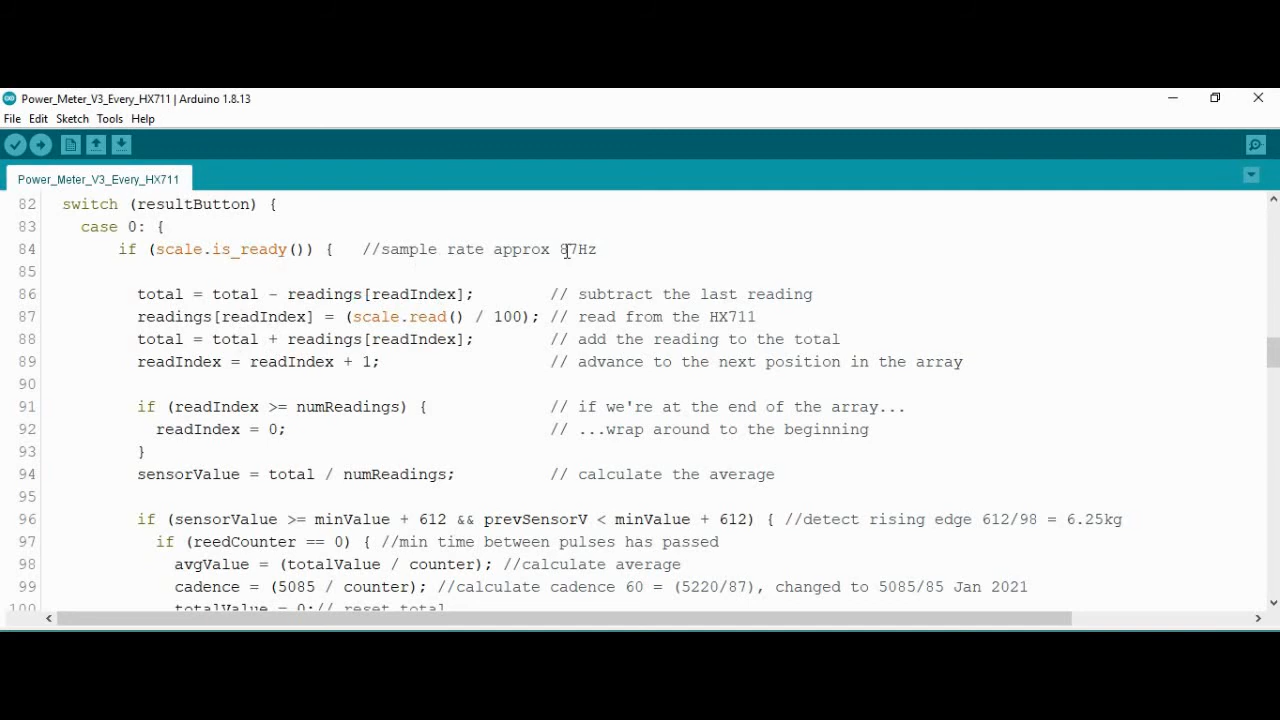 Power_Meter_V3_Every_HX711 | Arduino 1.8.13
File Edit Sketch Tools Help
Power_Meter_V3_Every_HX711
82 switch (resultButton) {
83 case 0: {
84 if (scale.is_ready()) { //sample rate approx 87Hz
85
86 total = total - readings[readIndex]; // subtract the last reading
87 readings[readIndex] = (scale.read() / 100); // read from the HX711
88 total = total + readings[readIndex]; // add the reading to the total
89 readIndex = readIndex + 1; // advance to the next position in the array
90
91 if (readIndex >= numReadings) { // if we're at the end of the array...
92 readIndex = 0; // ...wrap around to the beginning
93 }
94 sensorValue = total / numReadings; // calculate the average
95
96 if (sensorValue >= minValue + 612 && prevSensorV < minValue + 612) { //detect rising edge 612/98 = 6.25kg
97 if (reedCounter == 0) { //min time between pulses has passed
98 avgValue = (totalValue / counter); //calculate average
99 cadence = (5085 / counter); //calculate cadence 60 = (5220/87), changed to 5085/85 Jan 2021
100 totalValue = 0;// reset total